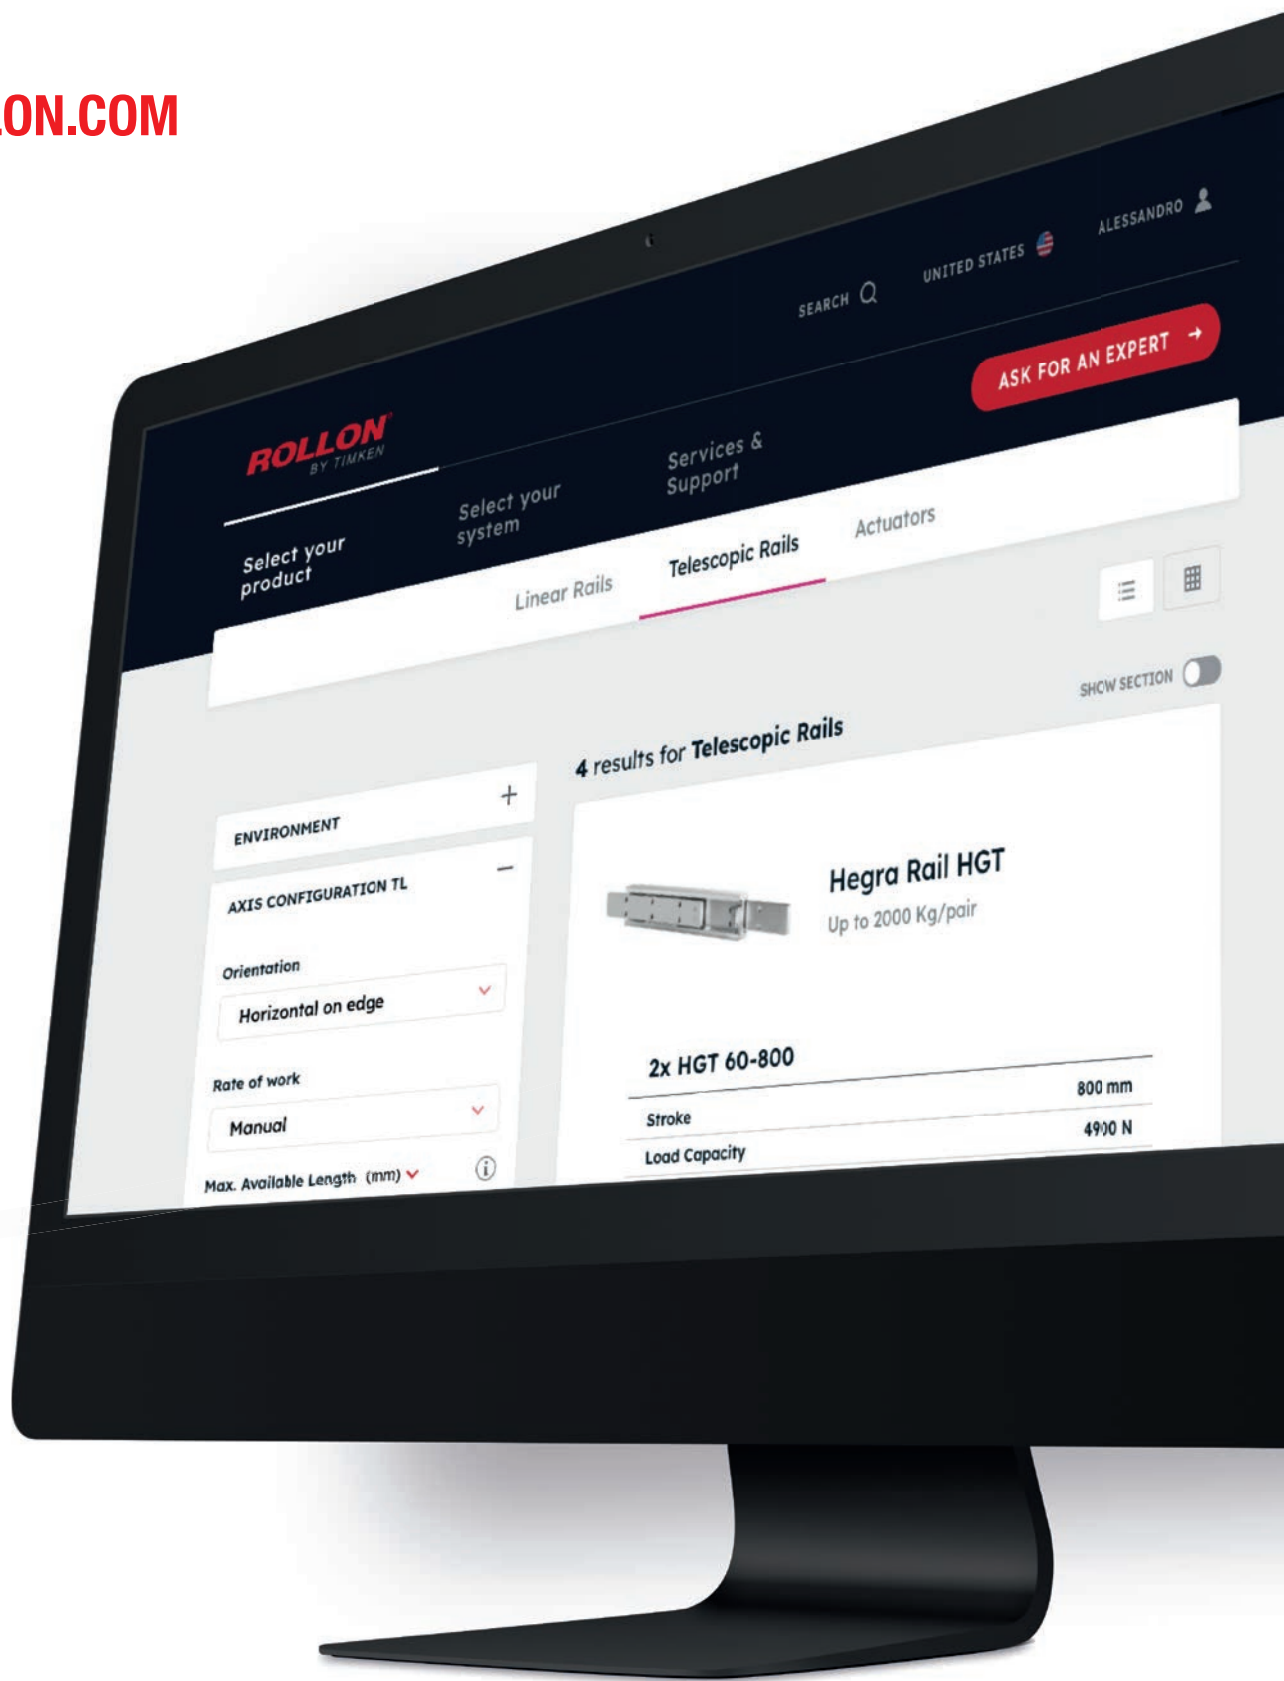 LON.COM
SEARCH
UNITED STATES
ALESSANDRO
ROLLON
BY TIMKEN
ASK FOR AN EXPERT →
Select your
product
Select your
system
Services &
Support
Linear Rails
Telescopic Rails
Actuators
SHOW SECTION
4 results for Telescopic Rails
ENVIRONMENT +
AXIS CONFIGURATION TL −
Orientation
Horizontal on edge
Rate of work
Manual
Max. Available Length (mm)
Hegra Rail HGT
Up to 2000 Kg/pair
2x HGT 60-800
Stroke 800 mm
Load Capacity 4900 N